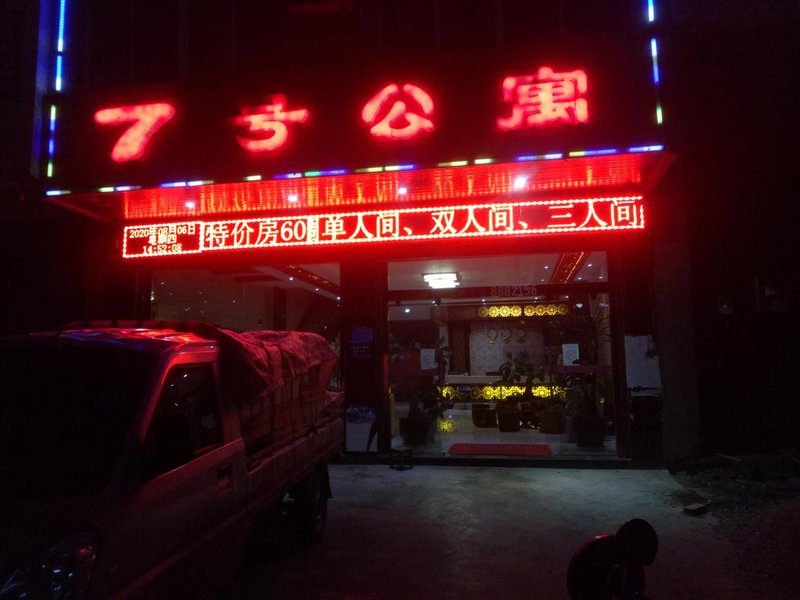 7号公寓
2020年08月06日
星期四
14:52:08
特价房60
单人间、双人间、三人间
8882156